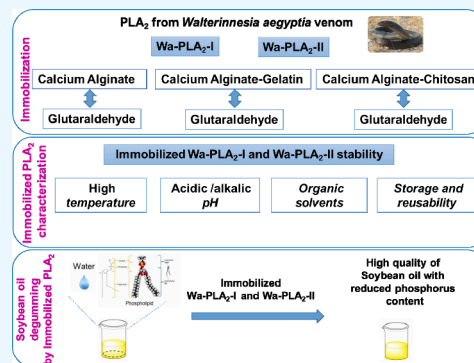 PLA₂ from Walterinnesia aegyptia venom
Wa-PLA₂-I
Wa-PLA₂-II
Immobilization
Calcium Alginate
Calcium Alginate-Gelatin
Calcium Alginate-Chitosan
Glutaraldehyde
Glutaraldehyde
Glutaraldehyde
Immobilized PLA₂
characterization
Immobilized Wa-PLA₂-I and Wa-PLA₂-II stability
High
temperature
Acidic /alkalic
pH
Organic
solvents
Storage and
reusability
Soybean oil
degumming
by Immobilized PLA₂
Water
Phospholipe
Immobilized
Wa-PLA₂-I and Wa-PLA₂-II
High quality of
Soybean oil with
reduced phosphorus
content